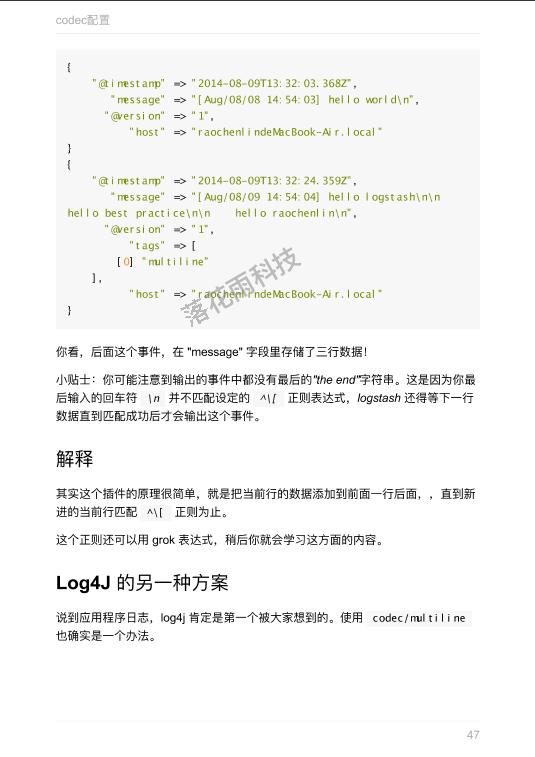 codec配置
{
"@timestamp" => "2014-08-09T13:32:03.368Z",
"message" => "[Aug/08/08 14:54:03] hello world\n",
"@version" => "1",
"host" => "raochenlindeMacBook-Air.local"
}
{
"@timestamp" => "2014-08-09T13:32:24.359Z",
"message" => "[Aug/08/09 14:54:04] hello logstash\n\n
hello best practice\n\n    hello raochenlin\n",
"@version" => "1",
"tags" => [
[0] "multiline"
],
"host" => "raochenlindeMacBook-Air.local"
}
落花雨科技
你看，后面这个事件，在 "message" 字段里存储了三行数据！
小贴士：你可能注意到输出的事件中都没有最后的"the end"字符串。这是因为你最
后输入的回车符 \n 并不匹配设定的 ^\[ 正则表达式，logstash 还得等下一行
数据直到匹配成功后才会输出这个事件。
解释
其实这个插件的原理很简单，就是把当前行的数据添加到前面一行后面，，直到新
进的当前行匹配 ^\[ 正则为止。
这个正则还可以用 grok 表达式，稍后你就会学习这方面的内容。
Log4J 的另一种方案
说到应用程序日志，log4j 肯定是第一个被大家想到的。使用 codec/multiline
也确实是一个办法。
47